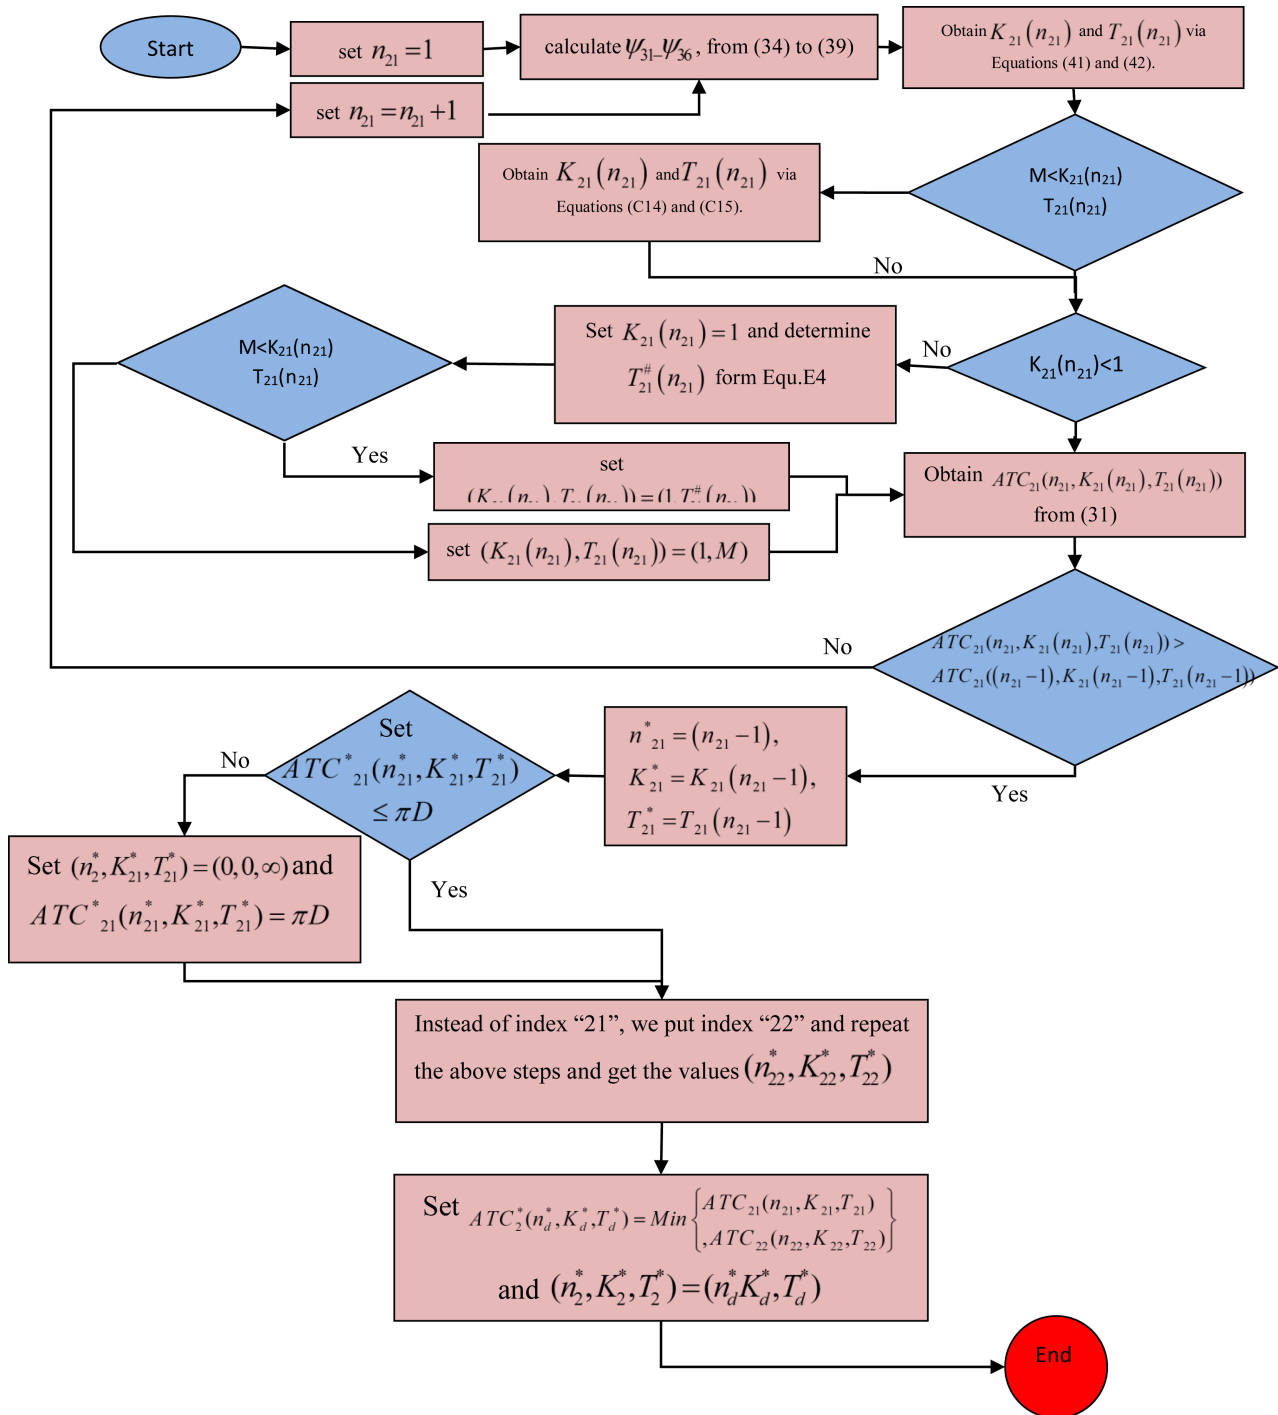 Start
set n₂₁ = 1
calculate ψ₃₁–ψ₃₆, from (34) to (39)
Obtain K₂₁(n₂₁) and T₂₁(n₂₁) via
Equations (41) and (42).
set n₂₁ = n₂₁ + 1
Obtain K₂₁(n₂₁) and T₂₁(n₂₁) via
Equations (C14) and (C15).
M<K₂₁(n₂₁)
T₂₁(n₂₁)
No
M<K₂₁(n₂₁)
T₂₁(n₂₁)
Set K₂₁(n₂₁) = 1 and determine
T₂₁^#(n₂₁) form Equ.E4
No
K₂₁(n₂₁)<1
Yes
set
set (K₂₁(n₂₁), T₂₁(n₂₁)) = (1, M)
Obtain ATC₂₁(n₂₁, K₂₁(n₂₁), T₂₁(n₂₁))
from (31)
No
ATC₂₁(n₂₁, K₂₁(n₂₁), T₂₁(n₂₁)) >
ATC₂₁((n₂₁ −1), K₂₁(n₂₁ −1), T₂₁(n₂₁ −1))
Yes
n*₂₁ = (n₂₁ −1),
K*₂₁ = K₂₁(n₂₁ −1),
T*₂₁ = T₂₁(n₂₁ −1)
Set
ATC*₂₁(n*₂₁, K*₂₁, T*₂₁)
≤ πD
No
Yes
Set (n*₂, K*₂₁, T*₂₁) = (0,0,∞) and
ATC*₂₁(n*₂₁, K*₂₁, T*₂₁) = πD
Instead of index “21”, we put index “22” and repeat
the above steps and get the values (n*₂₂, K*₂₂, T*₂₂)
Set ATC*₂(n*_d, K*_d, T*_d) = Min {ATC₂₁(n₂₁, K₂₁, T₂₁)
,ATC₂₂(n₂₂, K₂₂, T₂₂)}
and (n*₂, K*₂, T*₂) = (n*_d K*_d, T*_d)
End